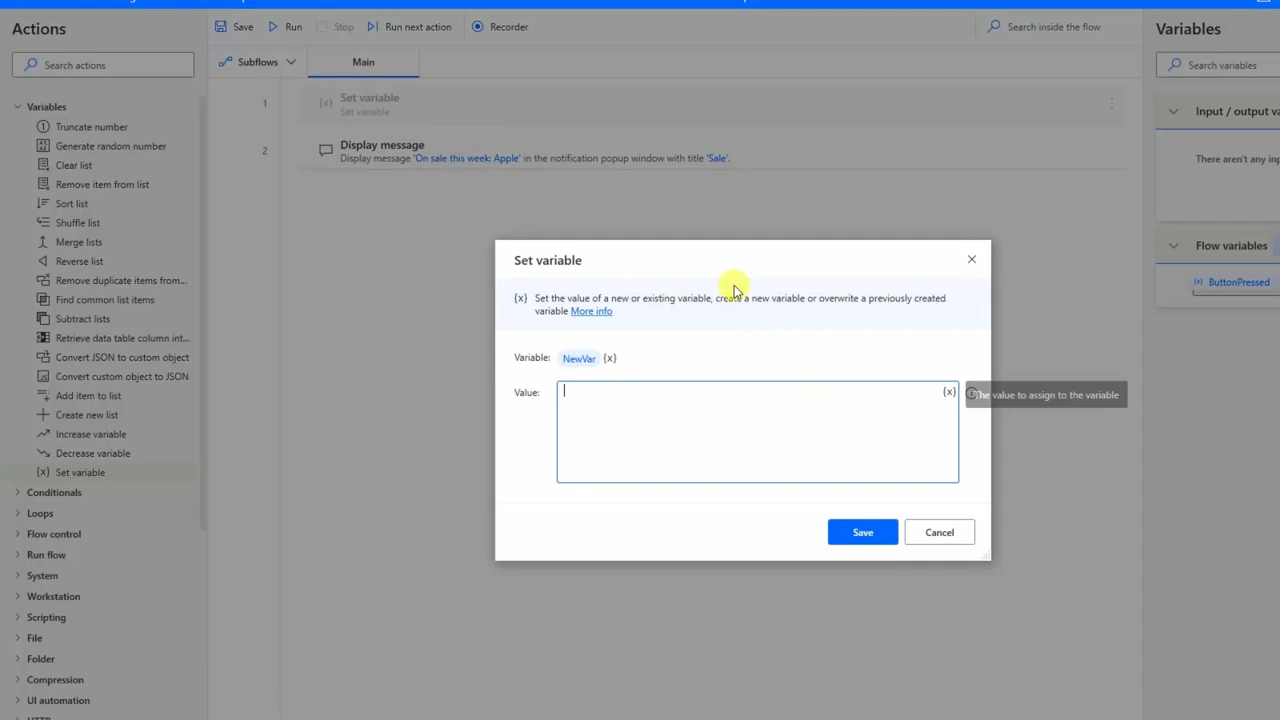 Actions
Save
Run
Stop
Run next action
Recorder
Search inside the flow
Variables
Search actions
Subflows
Main
Search variables
Variables
Truncate number
Generate random number
Clear list
Remove item from list
Sort list
Shuffle list
Merge lists
Reverse list
Remove duplicate items from...
Find common list items
Subtract lists
Retrieve data table column int...
Convert JSON to custom object
Convert custom object to JSON
Add item to list
Create new list
Increase variable
Decrease variable
{x} Set variable
Conditionals
Loops
Flow control
Run flow
System
Workstation
Scripting
File
Folder
Compression
UI automation
1
{x} Set variable
Set variable
2
Display message
Display message 'On sale this week: Apple' in the notification popup window with title 'Sale'.
Set variable
{x} Set the value of a new or existing variable, create a new variable or overwrite a previously created
variable More info
Variable: NewVar {x}
Value:
{x}
The value to assign to the variable
Save
Cancel
Input / output va
There aren't any inp
Flow variables
{x} ButtonPressed